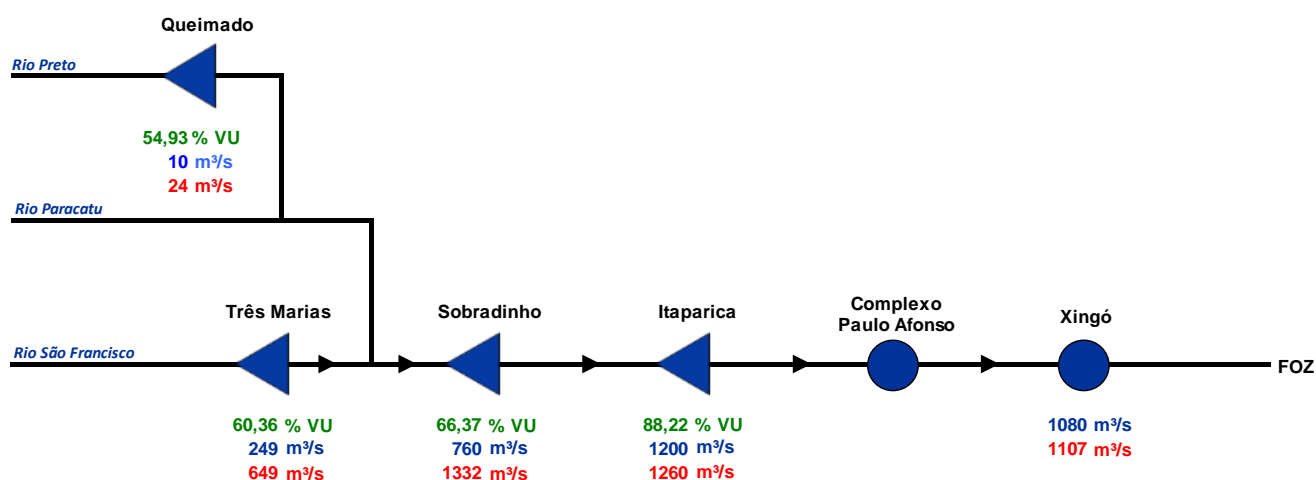 Queimado
Rio Preto
54,93 % VU
10 m³/s
24 m³/s
Rio Paracatu
Três Marias
Sobradinho
Itaparica
Complexo
Paulo Afonso
Xingó
Rio São Francisco
FOZ
60,36 % VU
249 m³/s
649 m³/s
66,37 % VU
760 m³/s
1332 m³/s
88,22 % VU
1200 m³/s
1260 m³/s
1080 m³/s
1107 m³/s